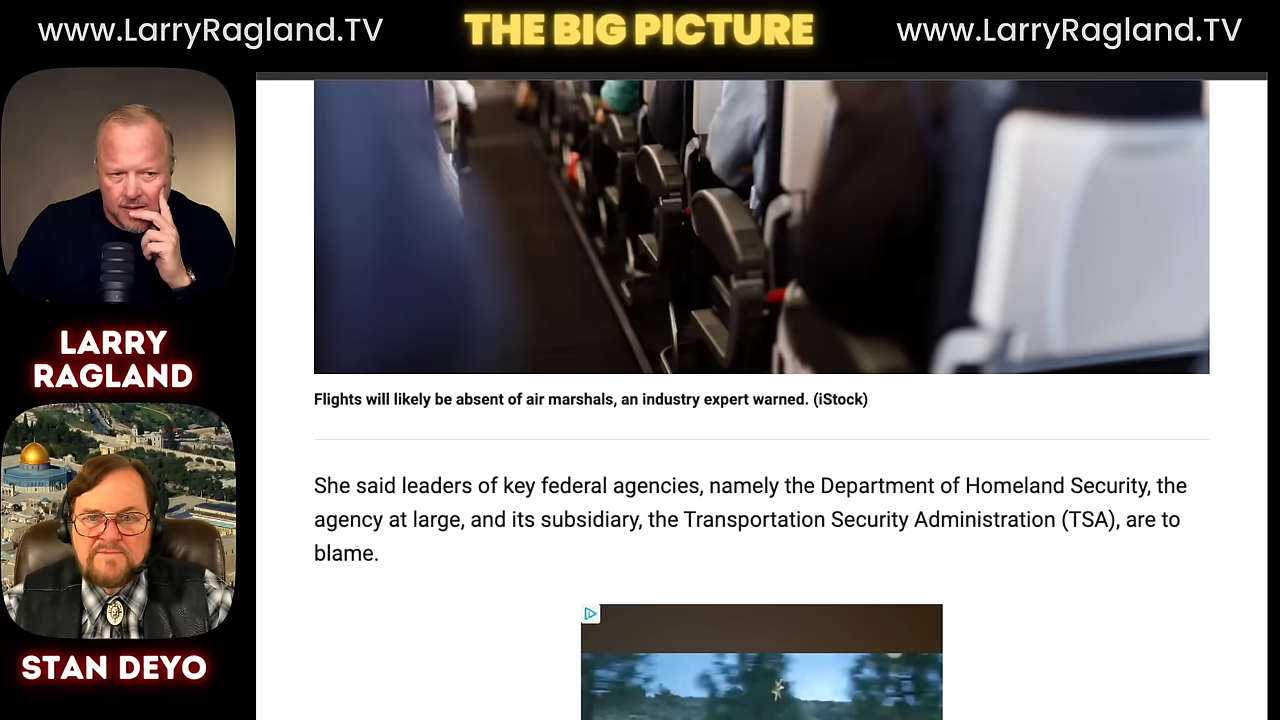 www.LarryRagland.TV
THE BIG PICTURE
www.LarryRagland.TV
LARRY
RAGLAND
STAN DEYO
Flights will likely be absent of air marshals, an industry expert warned. (iStock)
She said leaders of key federal agencies, namely the Department of Homeland Security, the
agency at large, and its subsidiary, the Transportation Security Administration (TSA), are to
blame.